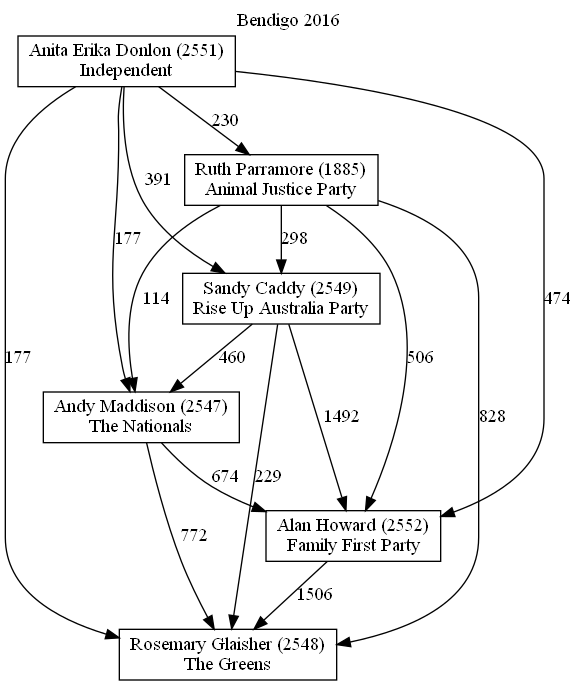 Bendigo 2016
Anita Erika Donlon (2551)
Independent
230
Ruth Parramore (1885)
Animal Justice Party
391
177
298
114
Sandy Caddy (2549)
Rise Up Australia Party
474
177
460
506
Andy Maddison (2547)
The Nationals
1492
828
674
229
Alan Howard (2552)
Family First Party
772
1506
Rosemary Glaisher (2548)
The Greens